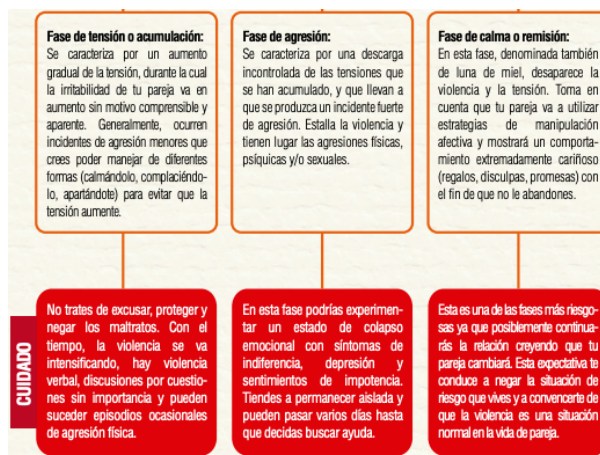 Fase de tensión o acumulación:
Se caracteriza por un aumento
gradual de la tensión, durante la cual
la irritabilidad de tu pareja va en
aumento sin motivo comprensible y
aparente. Generalmente, ocurren
incidentes de agresión menores que
crees poder manejar de diferentes
formas (calmándolo, complaciéndo-
lo, apartándote) para evitar que la
tensión aumente.
Fase de agresión:
Se caracteriza por una descarga
incontrolada de las tensiones que
se han acumulado, y que llevan a
que se produzca un incidente fuerte
de agresión. Estalla la violencia y
tienen lugar las agresiones físicas,
psíquicas y/o sexuales.
Fase de calma o remisión:
En esta fase, denominada también
de luna de miel, desaparece la
violencia y la tensión. Toma en
cuenta que tu pareja va a utilizar
estrategias de manipulación
afectiva y mostrará un comporta-
miento extremadamente cariñoso
(regalos, disculpas, promesas) con
el fin de que no le abandones.
CUIDADO
No trates de excusar, proteger y
negar los maltratos. Con el
tiempo, la violencia se va
intensificando, hay violencia
verbal, discusiones por cuestio-
nes sin importancia y pueden
suceder episodios ocasionales
de agresión física.
En esta fase podrías experimen-
tar un estado de colapso
emocional con síntomas de
indiferencia, depresión y
sentimientos de impotencia.
Tiendes a permanecer aislada y
pueden pasar varios días hasta
que decidas buscar ayuda.
Esta es una de las fases más riesgo-
sas ya que posiblemente continua-
rás la relación creyendo que tu
pareja cambiará. Esta expectativa te
conduce a negar la situación de
riesgo que vives y a convencerte de
que la violencia es una situación
normal en la vida de pareja.